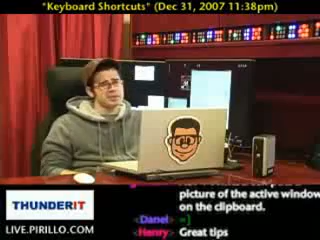 *Keyboard Shortcuts* (Dec 31, 2007 11:38pm)
picture of the active window
on the clipboard.
<Danel> =]
<Henry> Great tips
THUNDERIT
LIVE.PIRILLO.COM